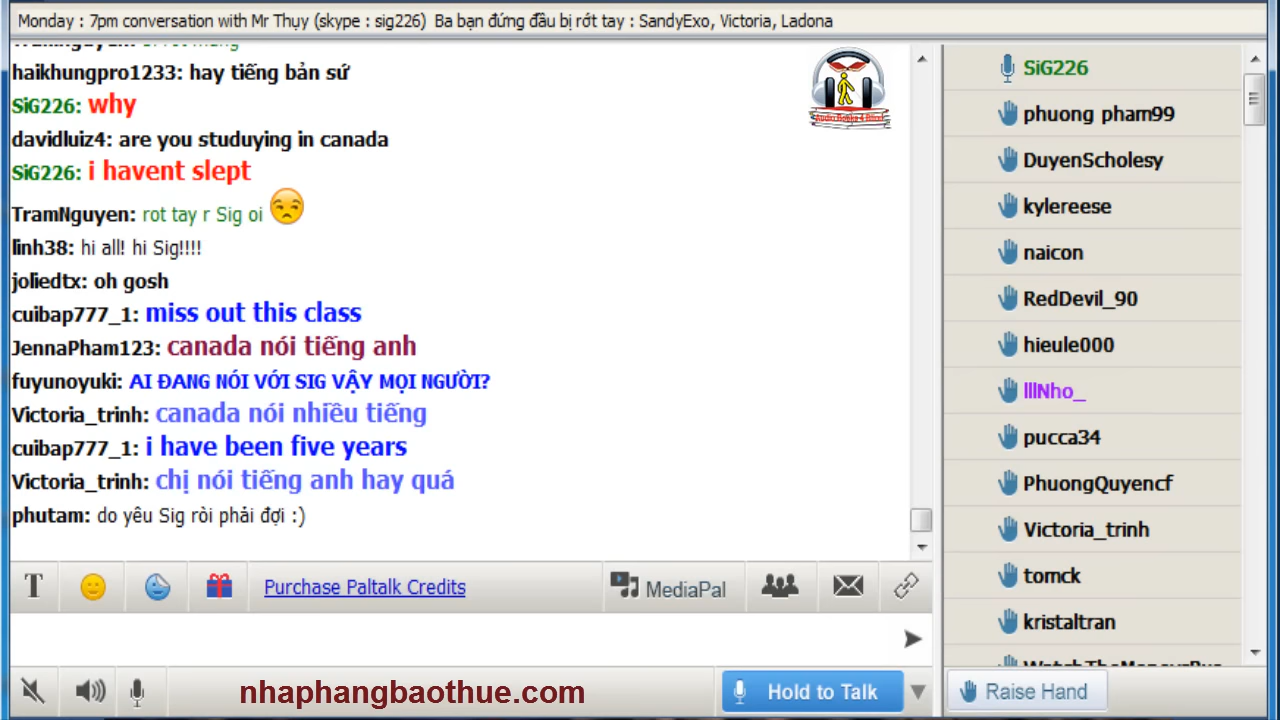 Monday : 7pm conversation with Mr Thụy (skype : sig226) Ba bạn đứng đầu bị rớt tay : SandyExo, Victoria, Ladona
haikhungpro1233: hay tiếng bản sứ
SiG226: why
davidluiz4: are you studuying in canada
SiG226: i havent slept
TramNguyen: rot tay r Sig oi
linh38: hi all! hi Sig!!!!
joliedtx: oh gosh
cuibap777_1: miss out this class
JennaPham123: canada nói tiếng anh
fuyunoyuki: AI ĐANG NÓI VỚI SIG VẬY MỌI NGƯỜI?
Victoria_trinh: canada nói nhiều tiếng
cuibap777_1: i have been five years
Victoria_trinh: chị nói tiếng anh hay quá
phutam: do yêu Sig ròi phải đợi :)
T
Purchase Paltalk Credits
MediaPal
nhaphangbaothue.com
Hold to Talk
SiG226
phuong pham99
DuyenScholesy
kylereese
naicon
RedDevil_90
hieule000
lllNho_
pucca34
PhuongQuyencf
Victoria_trinh
tomck
kristaltran
Raise Hand